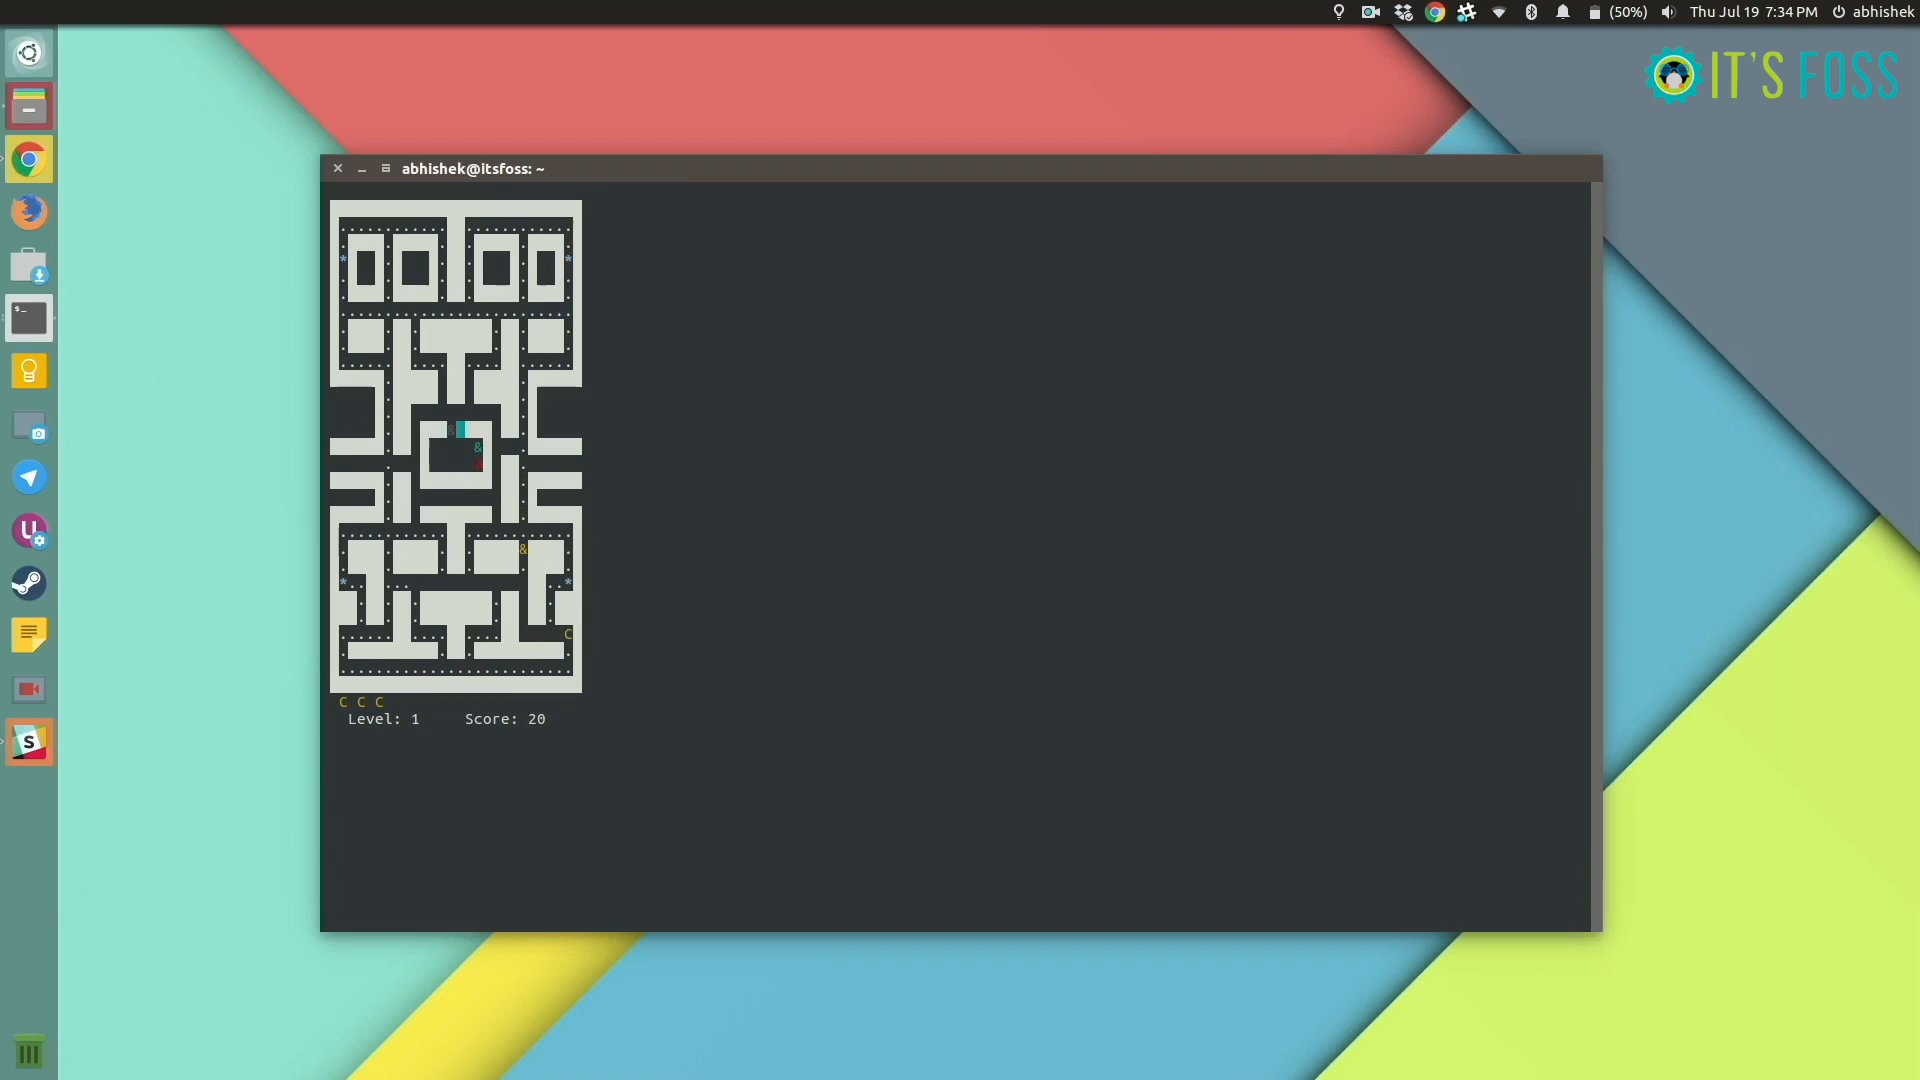 (50%) Thu Jul 19 7:34 PM abhishek
IT'S FOSS
abhishek@itsfoss: ~
C C C
Level: 1 Score: 20